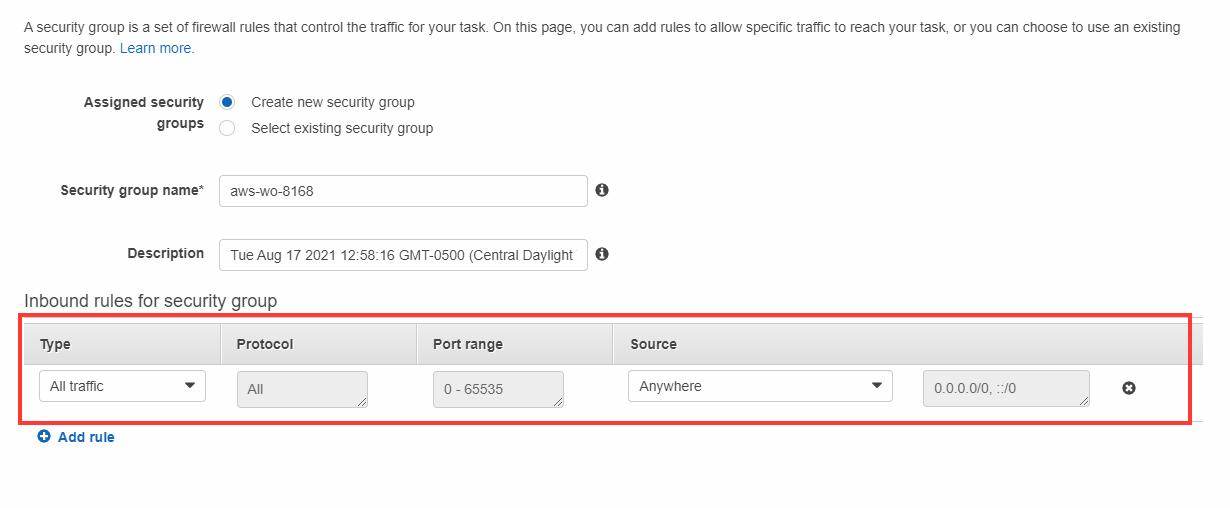 A security group is a set of firewall rules that control the traffic for your task. On this page, you can add rules to allow specific traffic to reach your task, or you can choose to use an existing
security group. Learn more.
Assigned security
groups
Create new security group
Select existing security group
Security group name* aws-wo-8168
Description Tue Aug 17 2021 12:58:16 GMT-0500 (Central Daylight
Inbound rules for security group
Type Protocol Port range Source
All traffic All 0 - 65535 Anywhere 0.0.0.0/0, ::/0
Add rule